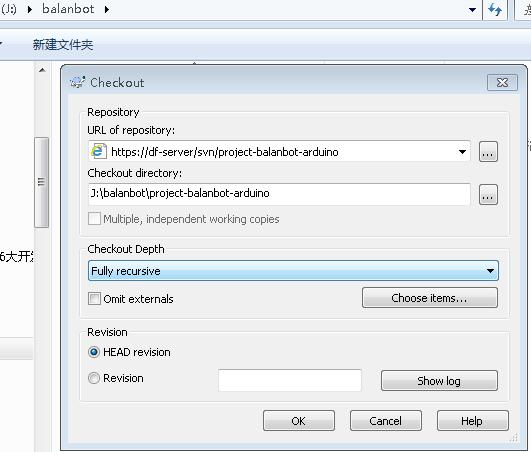 (J:) ▸ balanbot ▸
新建文件夹
Checkout
Repository
URL of repository:
https://df-server/svn/project-balanbot-arduino
...
Checkout directory:
J:\balanbot\project-balanbot-arduino
...
Multiple, independent working copies
6大开发
Checkout Depth
Fully recursive
Omit externals
Choose items...
Revision
HEAD revision
Revision
Show log
OK
Cancel
Help